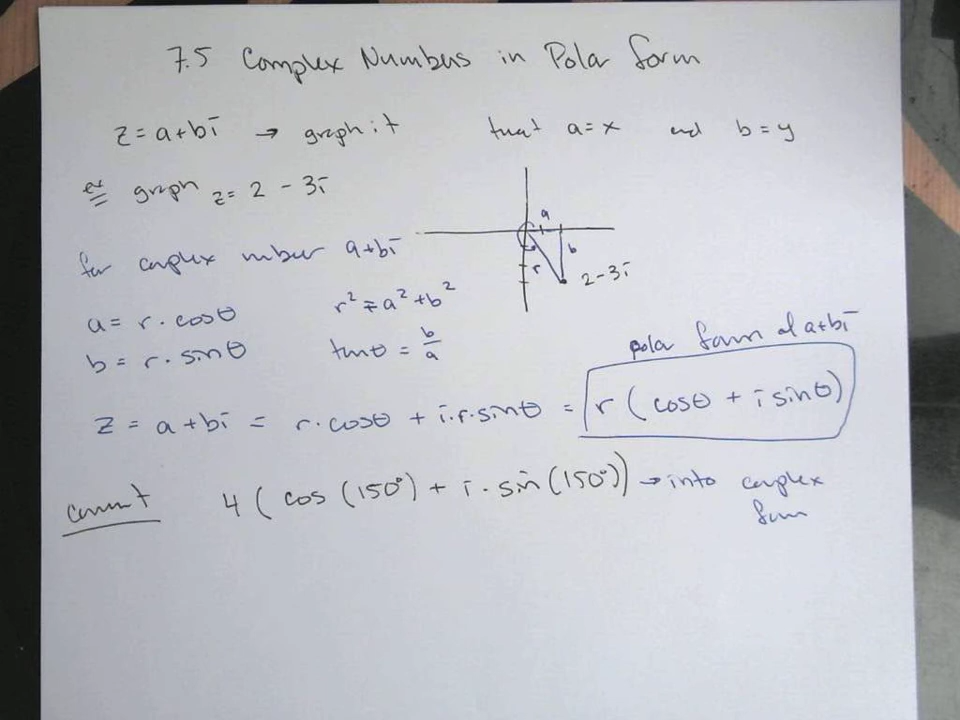 7.5 Complex Numbers in Polar form
z = a + bi → graph it treat a = x and b = y
ex graph z = 2 - 3i
a
b
r
2 - 3i
for complex number a + bi
a = r · cosθ r² = a² + b²
b = r · sinθ tanθ = b/a
polar form of a + bi
z = a + bi = r · cosθ + i · r · sinθ = r ( cosθ + i sinθ )
convert 4 ( cos (150°) + i · sin (150°) ) → into complex
form